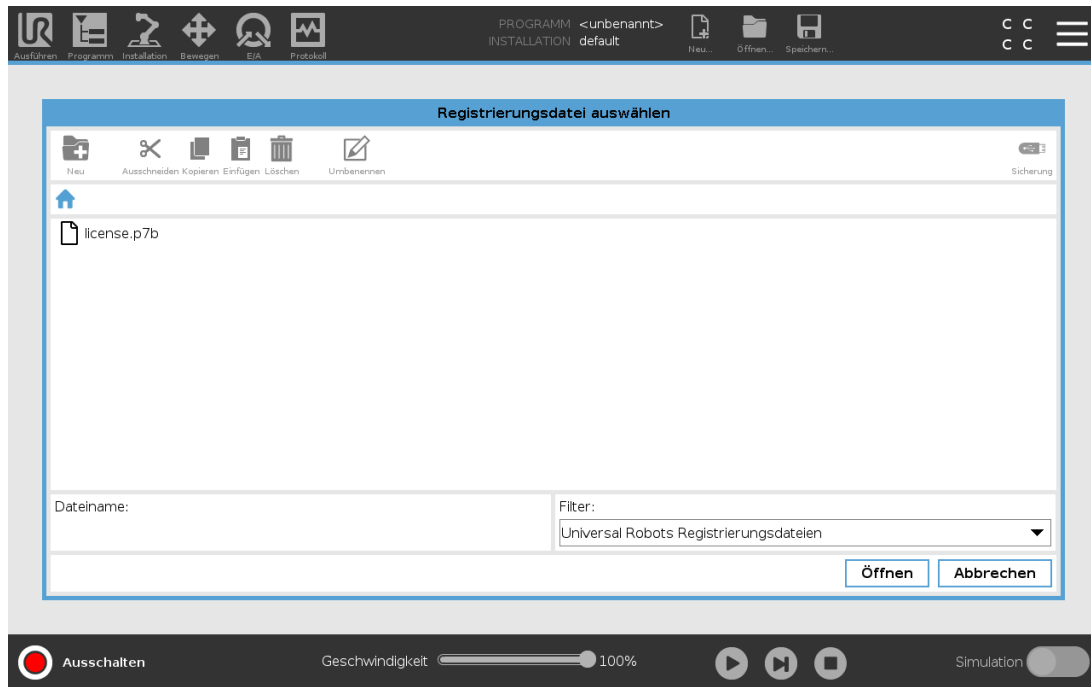 PROGRAMM <unbenannt>
INSTALLATION default
Ausführen Programm Installation Bewegen E/A Protokoll
Neu... Öffnen... Speichern...
C C
C C
Registrierungsdatei auswählen
Neu Ausschneiden Kopieren Einfügen Löschen Umbenennen Sicherung
license.p7b
Dateiname:
Filter:
Universal Robots Registrierungsdateien
Öffnen Abbrechen
Ausschalten Geschwindigkeit 100% Simulation